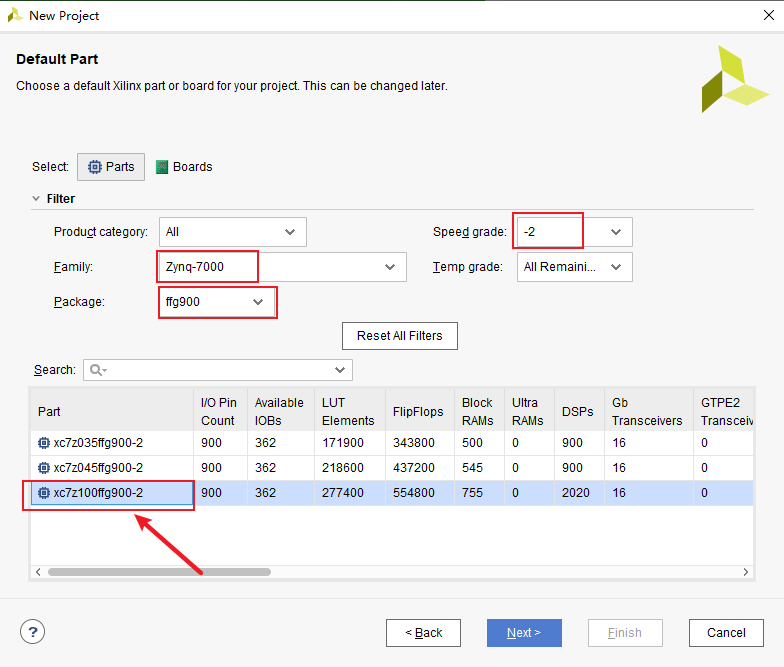 New Project
Default Part
Choose a default Xilinx part or board for your project. This can be changed later.
Select: Parts Boards
Filter
Product category: All Speed grade: -2
Family: Zynq-7000 Temp grade: All Remaini...
Package: ffg900
Reset All Filters
Search:
Part I/O Pin Count Available IOBs LUT Elements FlipFlops Block RAMs Ultra RAMs DSPs Gb Transceivers GTPE2 Transceiv
xc7z035ffg900-2 900 362 171900 343800 500 0 900 16 0
xc7z045ffg900-2 900 362 218600 437200 545 0 900 16 0
xc7z100ffg900-2 900 362 277400 554800 755 0 2020 16 0
? < Back Next > Finish Cancel